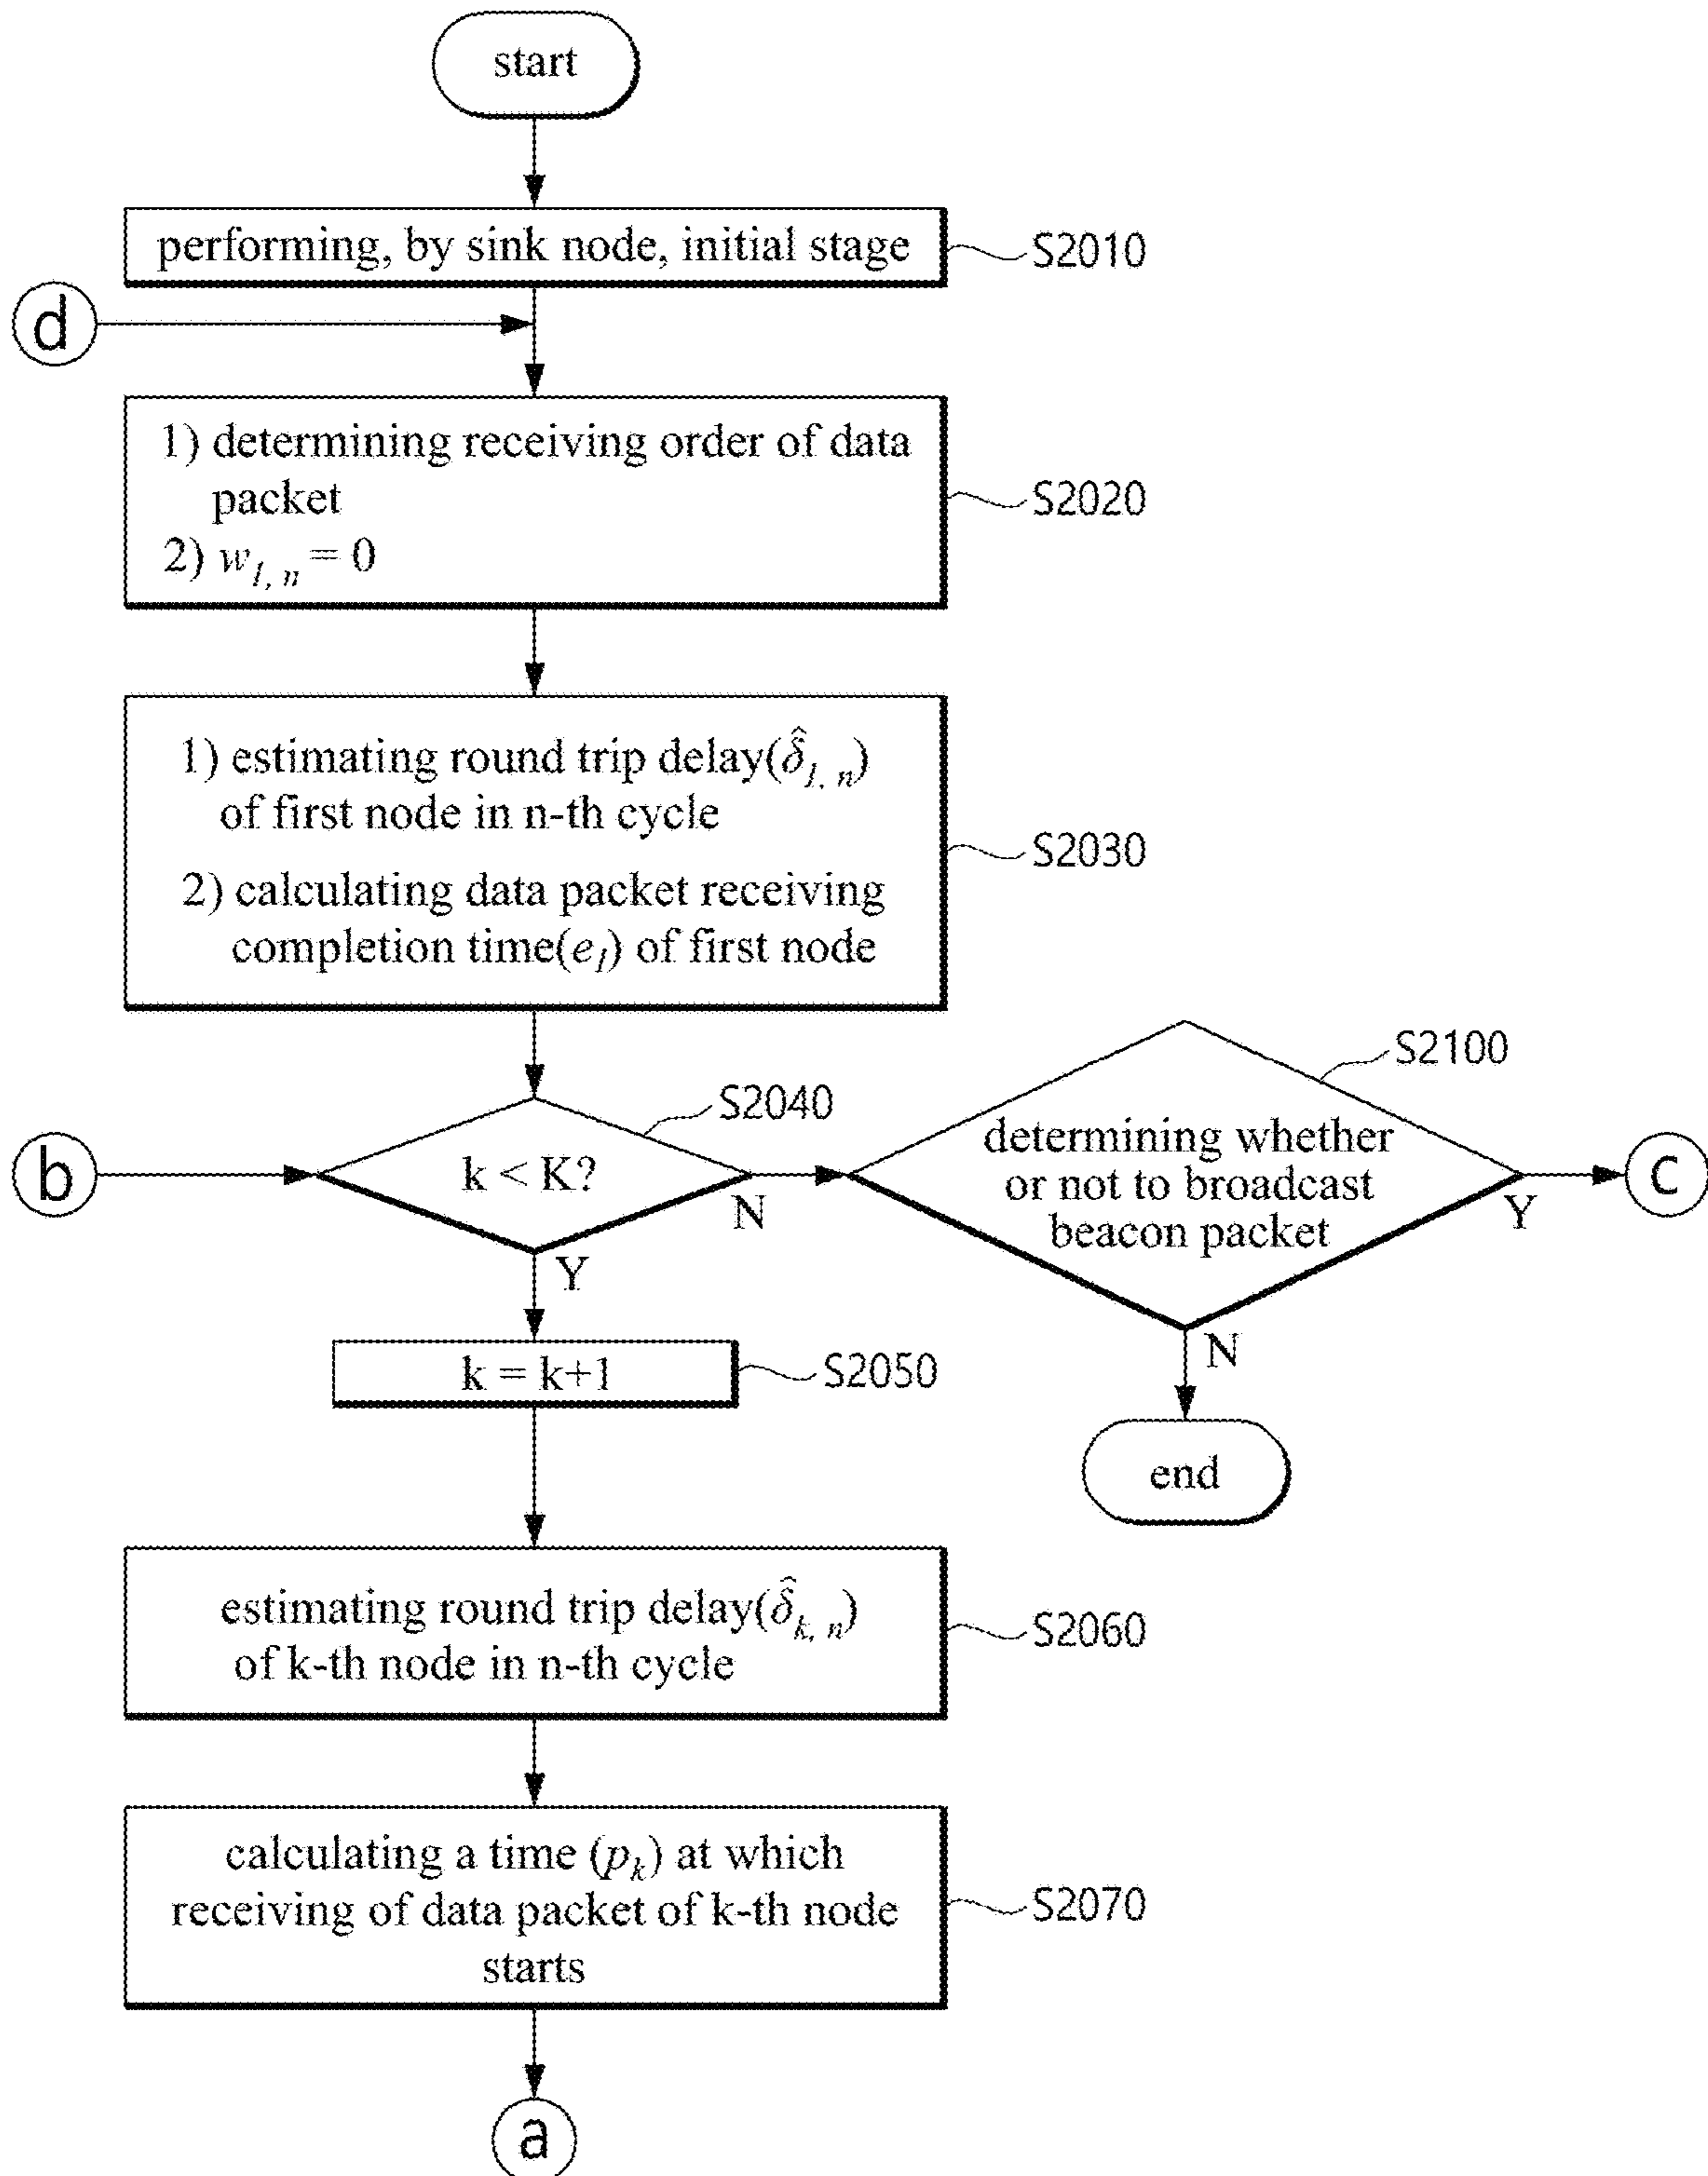 start
performing, by sink node, initial stage
S2010
d
1) determining receiving order of data
packet
2) w1, n = 0
S2020
1) estimating round trip delay(δ̂1, n)
of first node in n-th cycle
2) calculating data packet receiving
completion time(e1) of first node
S2030
S2100
S2040
b
k < K?
N
Y
determining whether
or not to broadcast
beacon packet
Y
c
N
end
k = k+1
S2050
estimating round trip delay(δ̂k, n)
of k-th node in n-th cycle
S2060
calculating a time (pk) at which
receiving of data packet of k-th node
starts
S2070
a